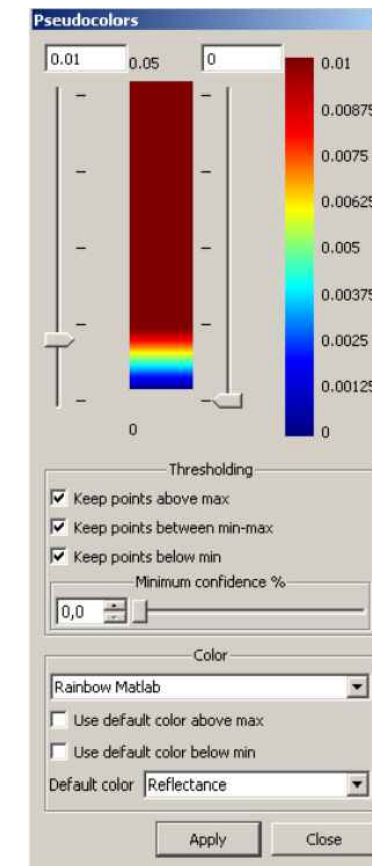 Pseudocolors
0.01
0.05
0
0.01
0.00875
0.0075
0.00625
0.005
0.00375
0.0025
0.00125
0
0
Thresholding
Keep points above max
Keep points between min-max
Keep points below min
Minimum confidence %
0,0
Color
Rainbow Matlab
Use default color above max
Use default color below min
Default color Reflectance
Apply Close